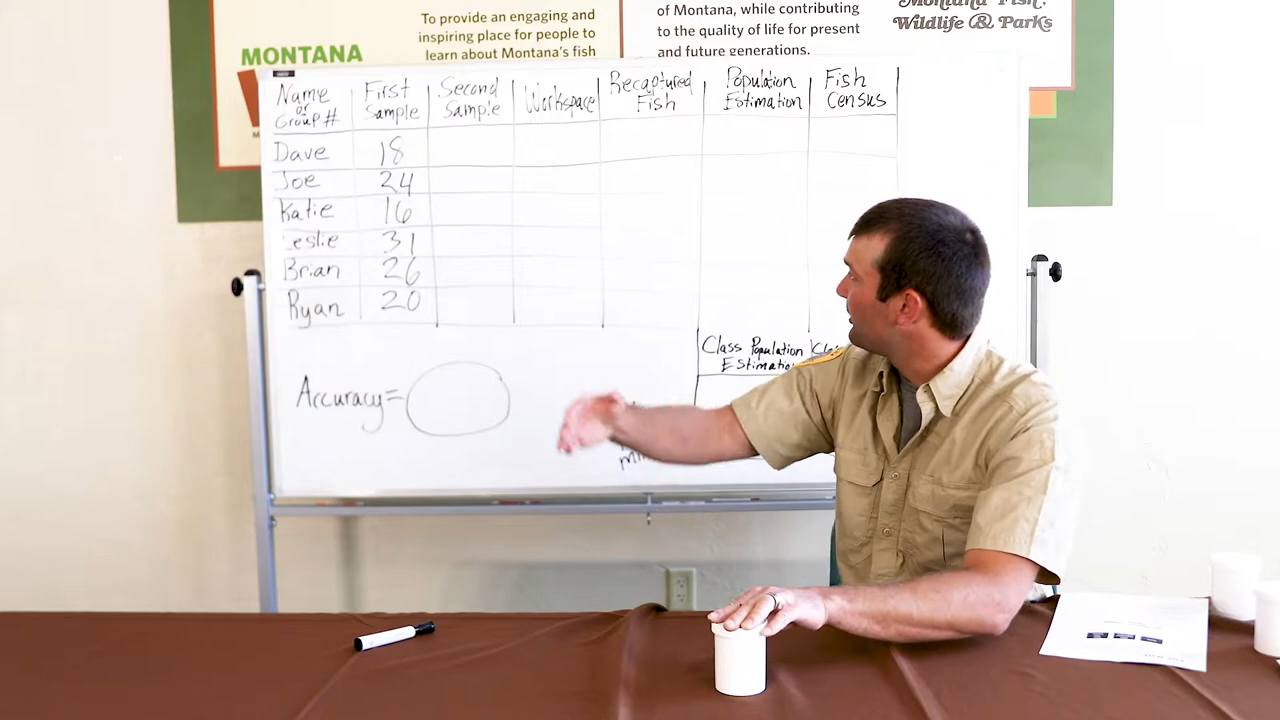 To provide an engaging and
inspiring place for people to
learn about Montana's fish
MONTANA
of Montana, while contributing
to the quality of life for present
and future generations.
Montana Fish,
Wildlife & Parks
Name or Group #
First Sample
Second Sample
Workspace
Recaptured Fish
Population Estimation
Fish Census
Dave 18
Joe 24
Katie 16
Leslie 31
Brian 26
Ryan 20
Class Population
Estimation
Accuracy=